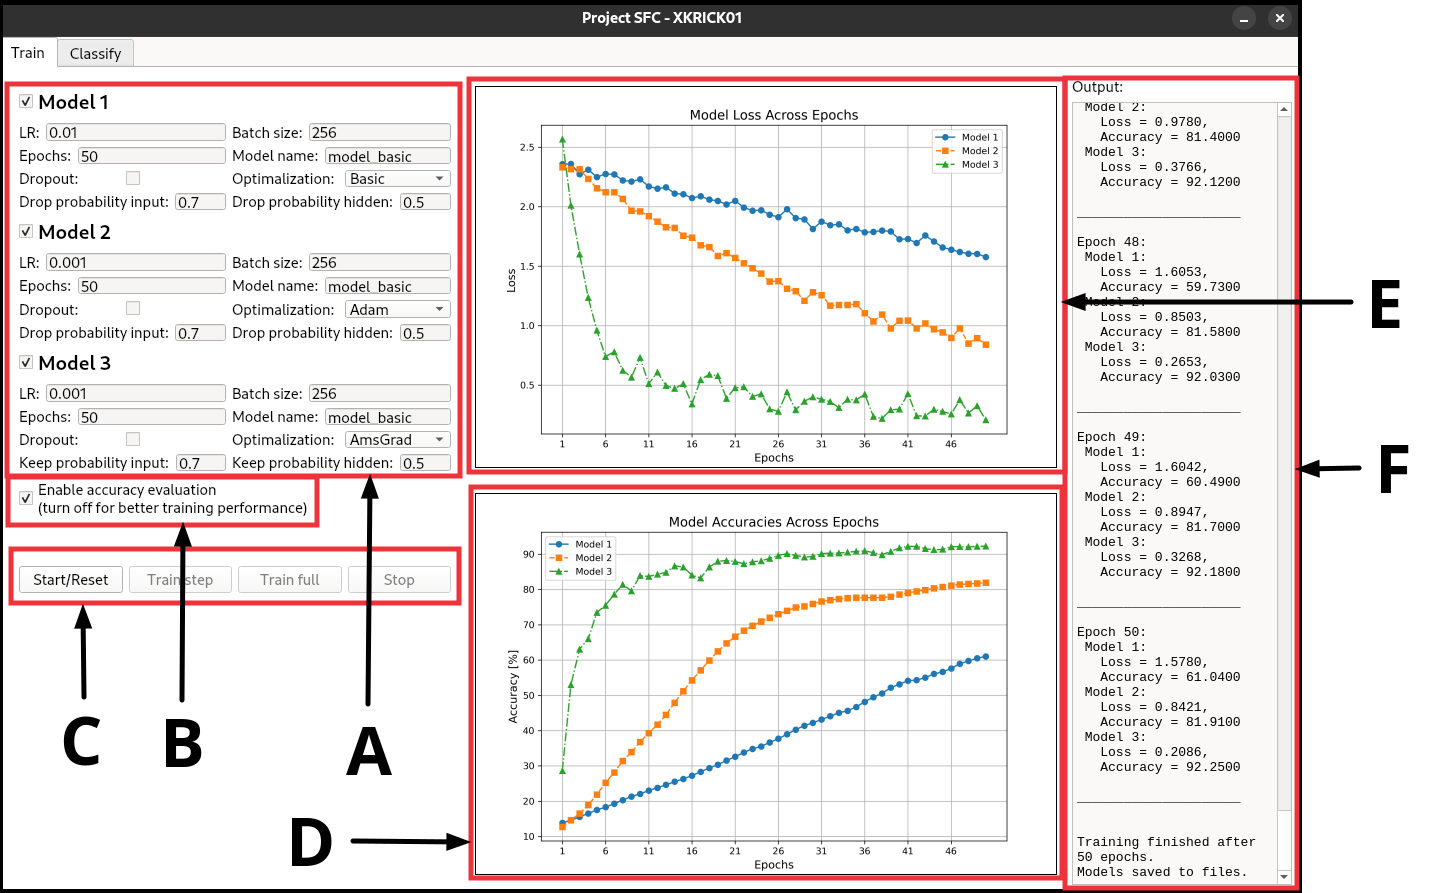 Project SFC - XKRICK01
Train
Classify
Model 1
LR: 0.01 Batch size: 256
Epochs: 50 Model name: model_basic
Dropout: Optimalization: Basic
Drop probability input: 0.7 Drop probability hidden: 0.5
Model 2
LR: 0.001 Batch size: 256
Epochs: 50 Model name: model_basic
Dropout: Optimalization: Adam
Drop probability input: 0.7 Drop probability hidden: 0.5
Model 3
LR: 0.001 Batch size: 256
Epochs: 50 Model name: model_basic
Dropout: Optimalization: AmsGrad
Keep probability input: 0.7 Keep probability hidden: 0.5
Enable accuracy evaluation
(turn off for better training performance)
Start/Reset Train step Train full Stop
C
B
A
D
Model Loss Across Epochs
Model 1
Model 2
Model 3
Loss
2.5
2.0
1.5
1.0
0.5
1 6 11 16 21 26 31 36 41 46
Epochs
Model Accuracies Across Epochs
Model 1
Model 2
Model 3
Accuracy [%]
90
80
70
60
50
40
30
20
10
1 6 11 16 21 26 31 36 41 46
Epochs
Output:
Model 2:
Loss = 0.9780,
Accuracy = 81.4000
Model 3:
Loss = 0.3766,
Accuracy = 92.1200
Epoch 48:
Model 1:
Loss = 1.6053,
Accuracy = 59.7300
Model 2:
Loss = 0.8503,
Accuracy = 81.5800
Model 3:
Loss = 0.2653,
Accuracy = 92.0300
Epoch 49:
Model 1:
Loss = 1.6042,
Accuracy = 60.4900
Model 2:
Loss = 0.8947,
Accuracy = 81.7000
Model 3:
Loss = 0.3268,
Accuracy = 92.1800
Epoch 50:
Model 1:
Loss = 1.5780,
Accuracy = 61.0400
Model 2:
Loss = 0.8421,
Accuracy = 81.9100
Model 3:
Loss = 0.2086,
Accuracy = 92.2500
Training finished after
50 epochs.
Models saved to files.
E
F